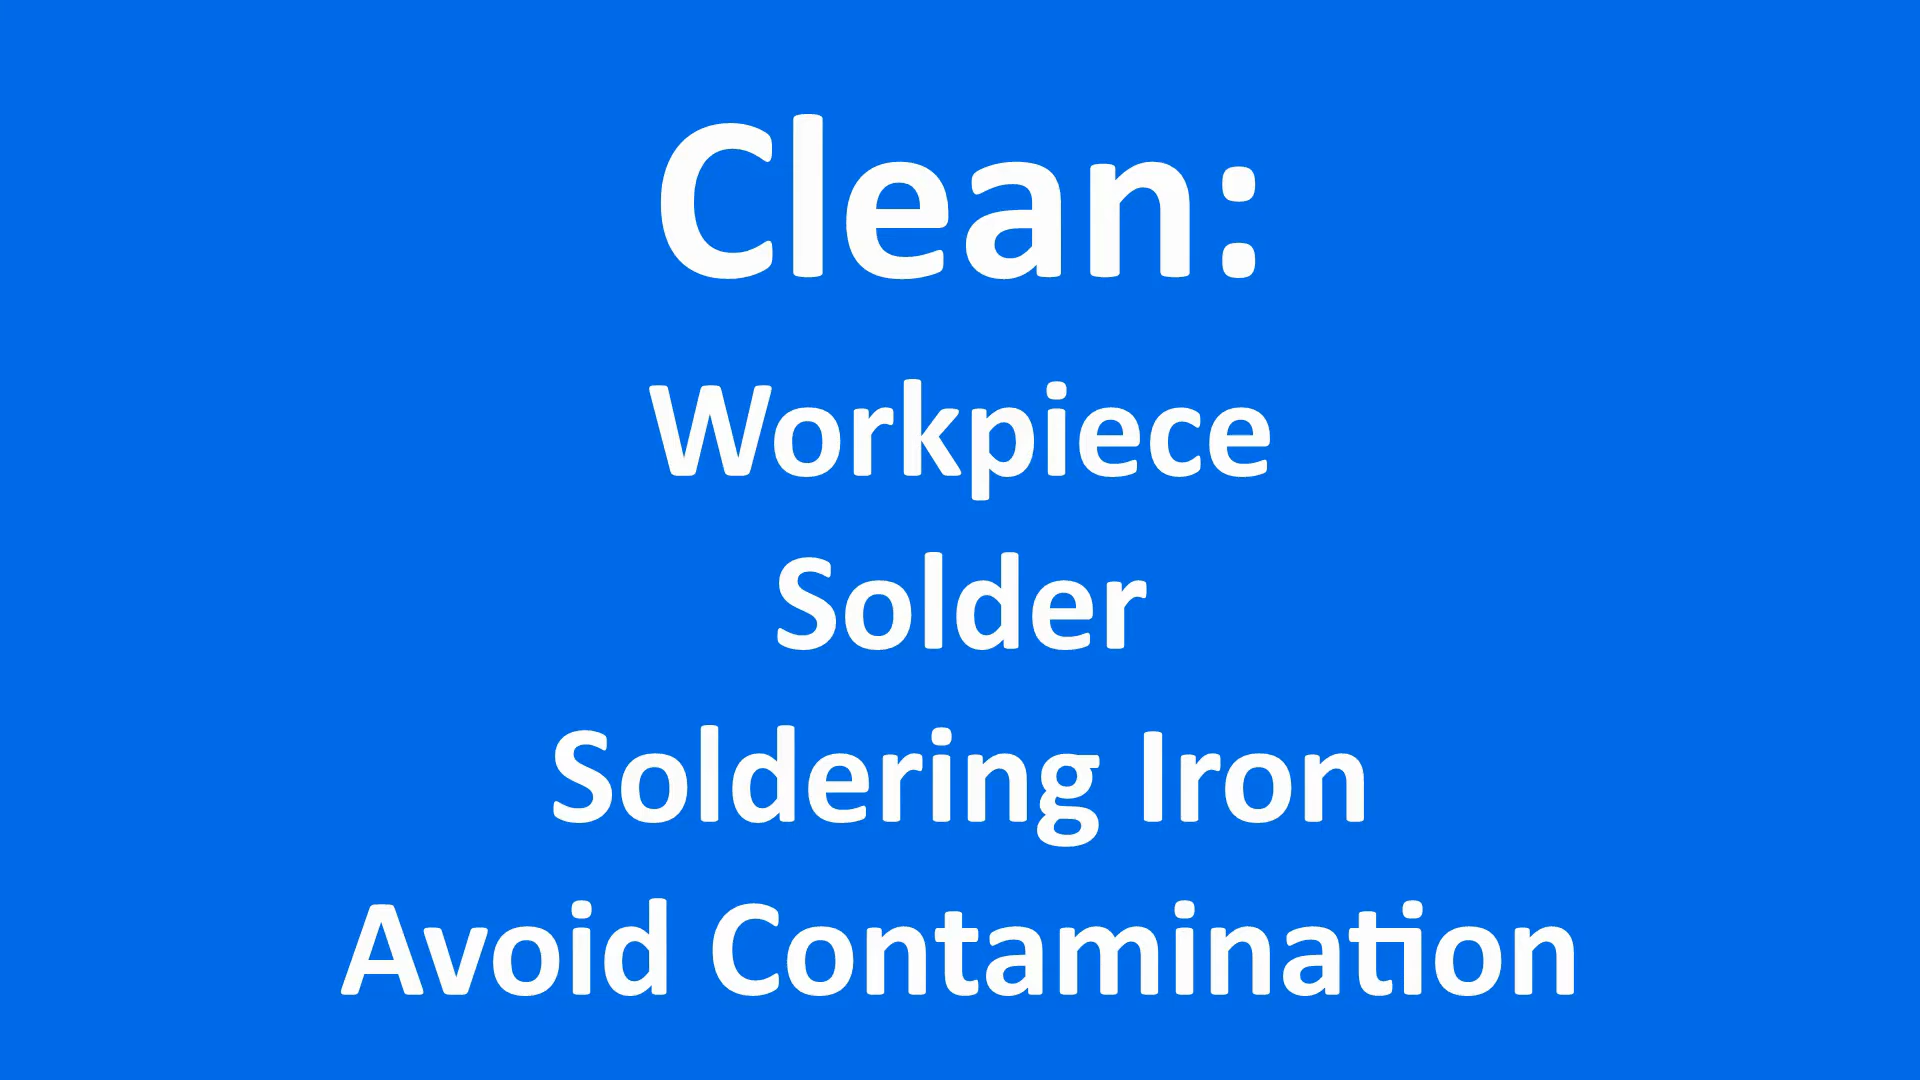 Clean:
Workpiece
Solder
Soldering Iron
Avoid Contamination